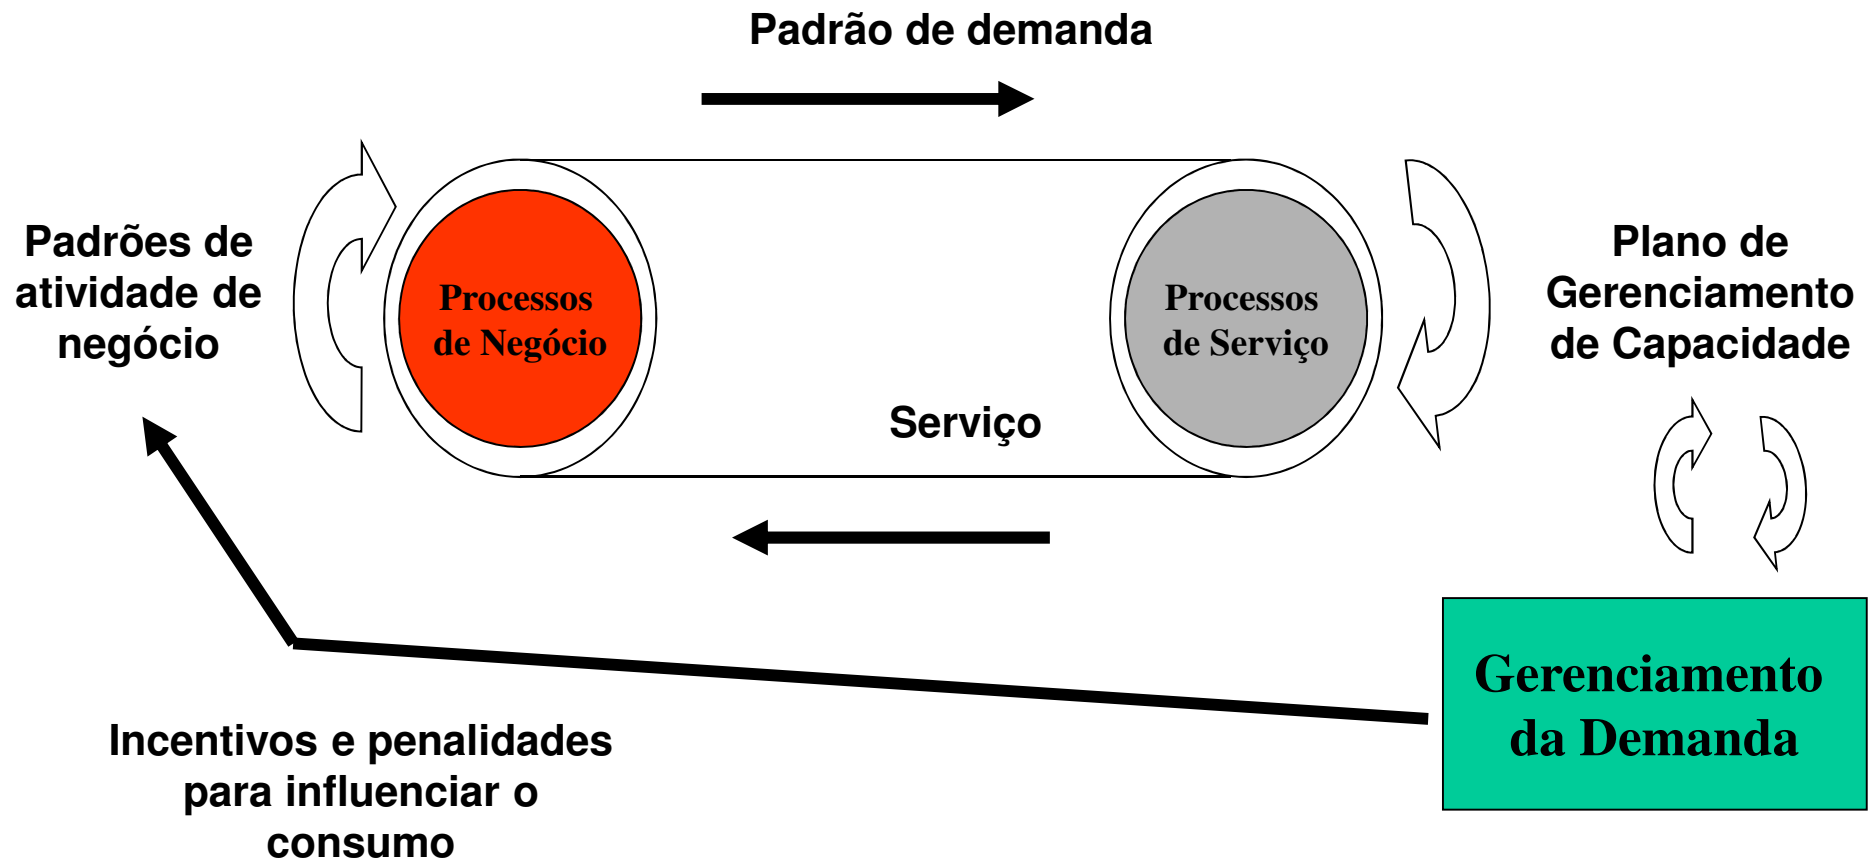 Padrão de demanda
Padrões de
atividade de
negócio
Processos
de Negócio
Processos
de Serviço
Plano de
Gerenciamento
de Capacidade
Serviço
Gerenciamento
da Demanda
Incentivos e penalidades
para influenciar o
consumo